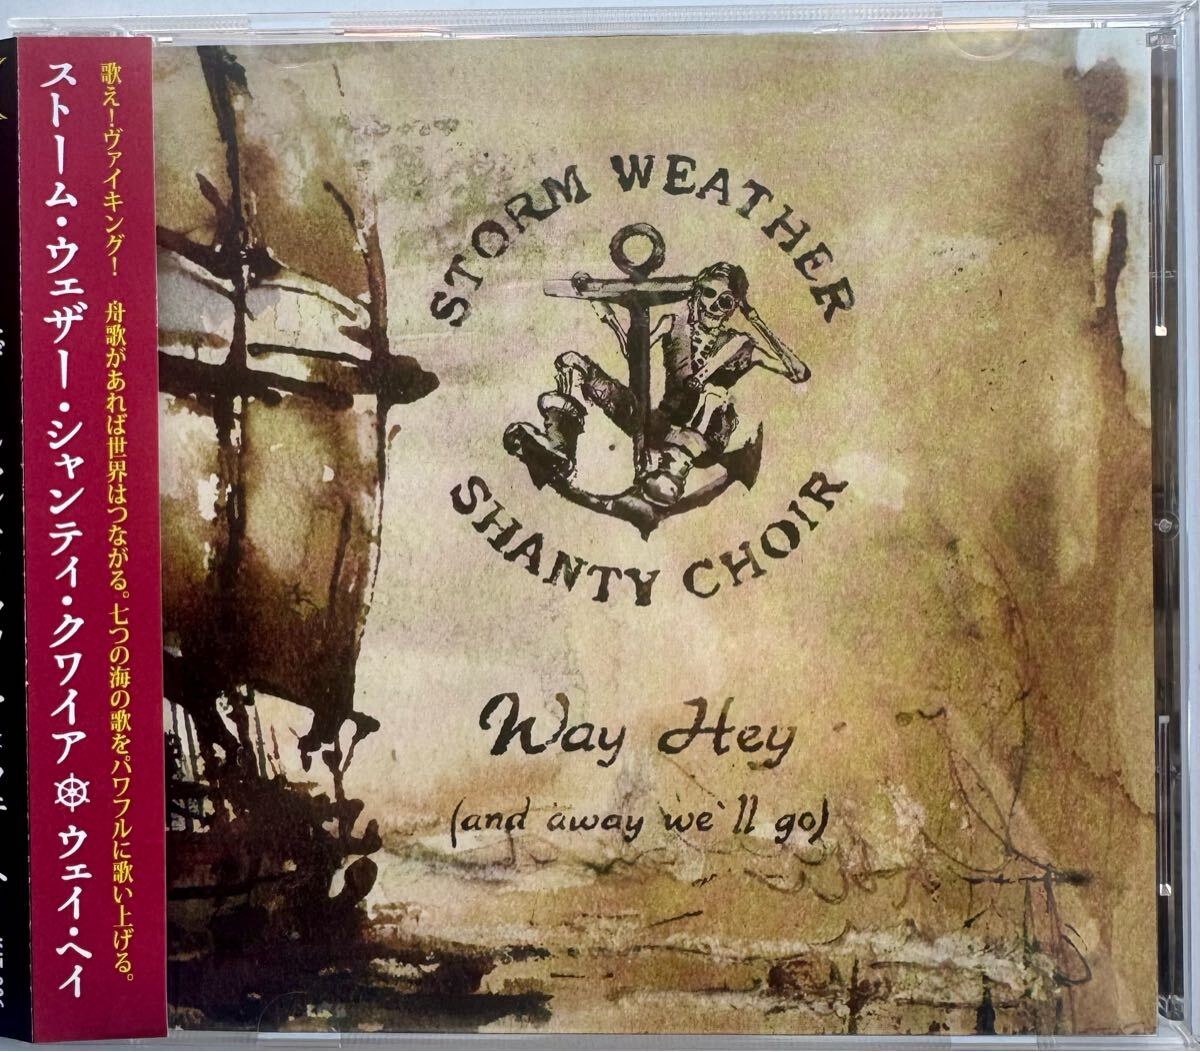 歌え！ヴァイキング！ 舟歌があれば世界はつながる。七つの海の歌をパワフルに歌い上げる。
ストーム・ウェザー・シャンティ・クワイア ウェイ・ヘイ
STORM WEATHER
SHANTY CHOIR
Way Hey
(and away we'll go)